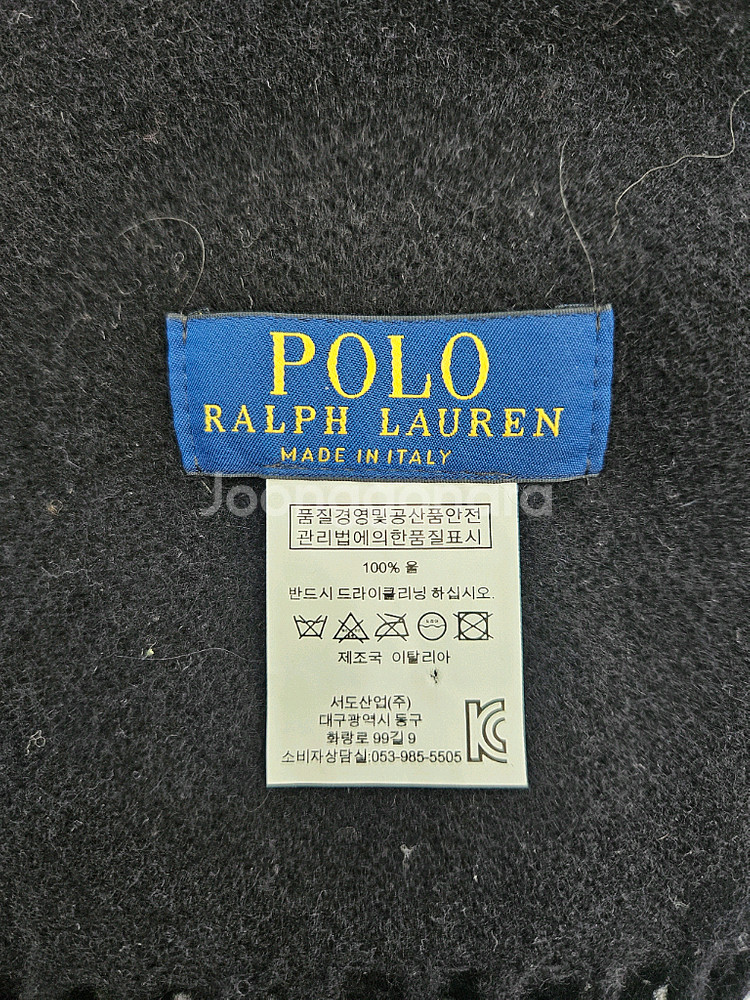 POLO
RALPH LAUREN
MADE IN ITALY
Joonggonara
품질경영및공산품안전
관리법에의한품질표시
100% 울
반드시 드라이클리닝 하십시오.
제조국 이탈리아
서도산업(주)
대구광역시 동구
화랑로 99길 9
소비자상담실:053-985-5505